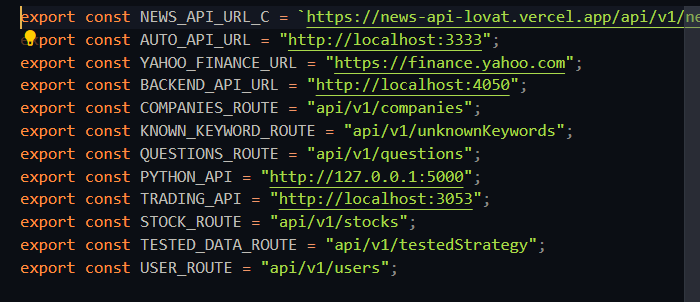 export const NEWS_API_URL_C = `https://news-api-lovat.vercel.app/api/v1/ne
export const AUTO_API_URL = "http://localhost:3333";
export const YAHOO_FINANCE_URL = "https://finance.yahoo.com";
export const BACKEND_API_URL = "http://localhost:4050";
export const COMPANIES_ROUTE = "api/v1/companies";
export const KNOWN_KEYWORD_ROUTE = "api/v1/unknownKeywords";
export const QUESTIONS_ROUTE = "api/v1/questions";
export const PYTHON_API = "http://127.0.0.1:5000";
export const TRADING_API = "http://localhost:3053";
export const STOCK_ROUTE = "api/v1/stocks";
export const TESTED_DATA_ROUTE = "api/v1/testedStrategy";
export const USER_ROUTE = "api/v1/users";